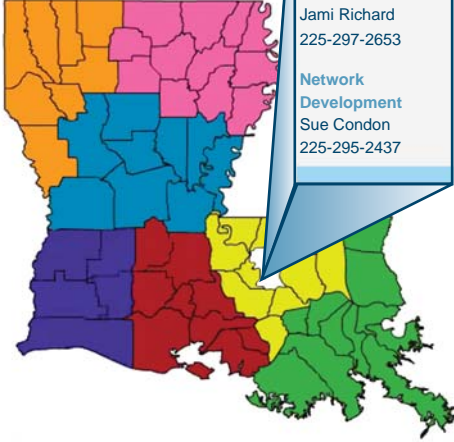 Jami Richard
225-297-2653
Network
Development
Sue Condon
225-295-2437